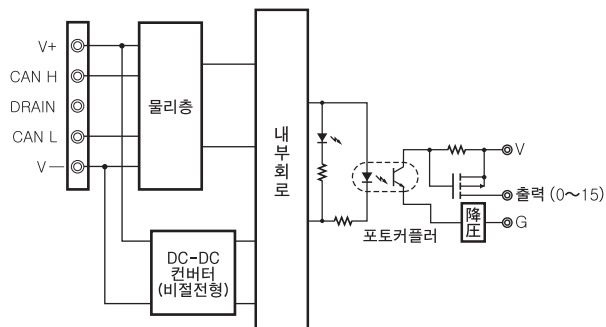 V+
CAN H
DRAIN
CAN L
V—
물리층
내부회로
DC-DC
컨버터
(비절전형)
포토커플러
降압
V
출력 (0～15)
G